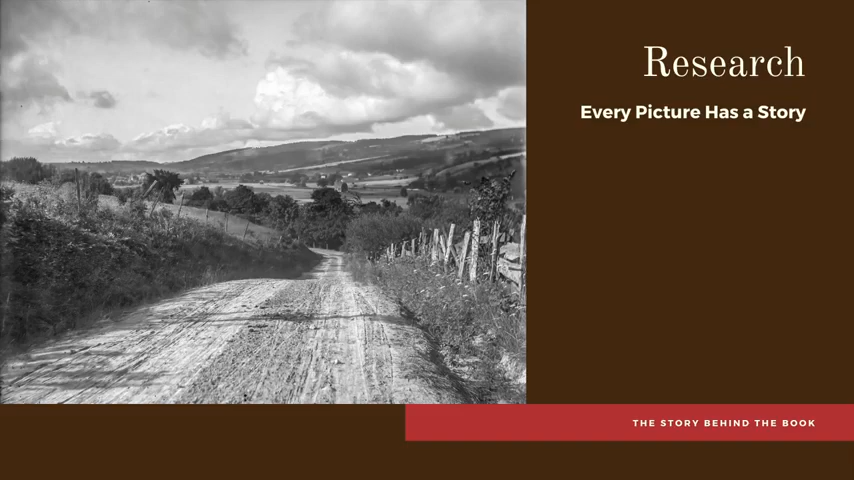 Research
Every Picture Has a Story
THE STORY BEHIND THE BOOK